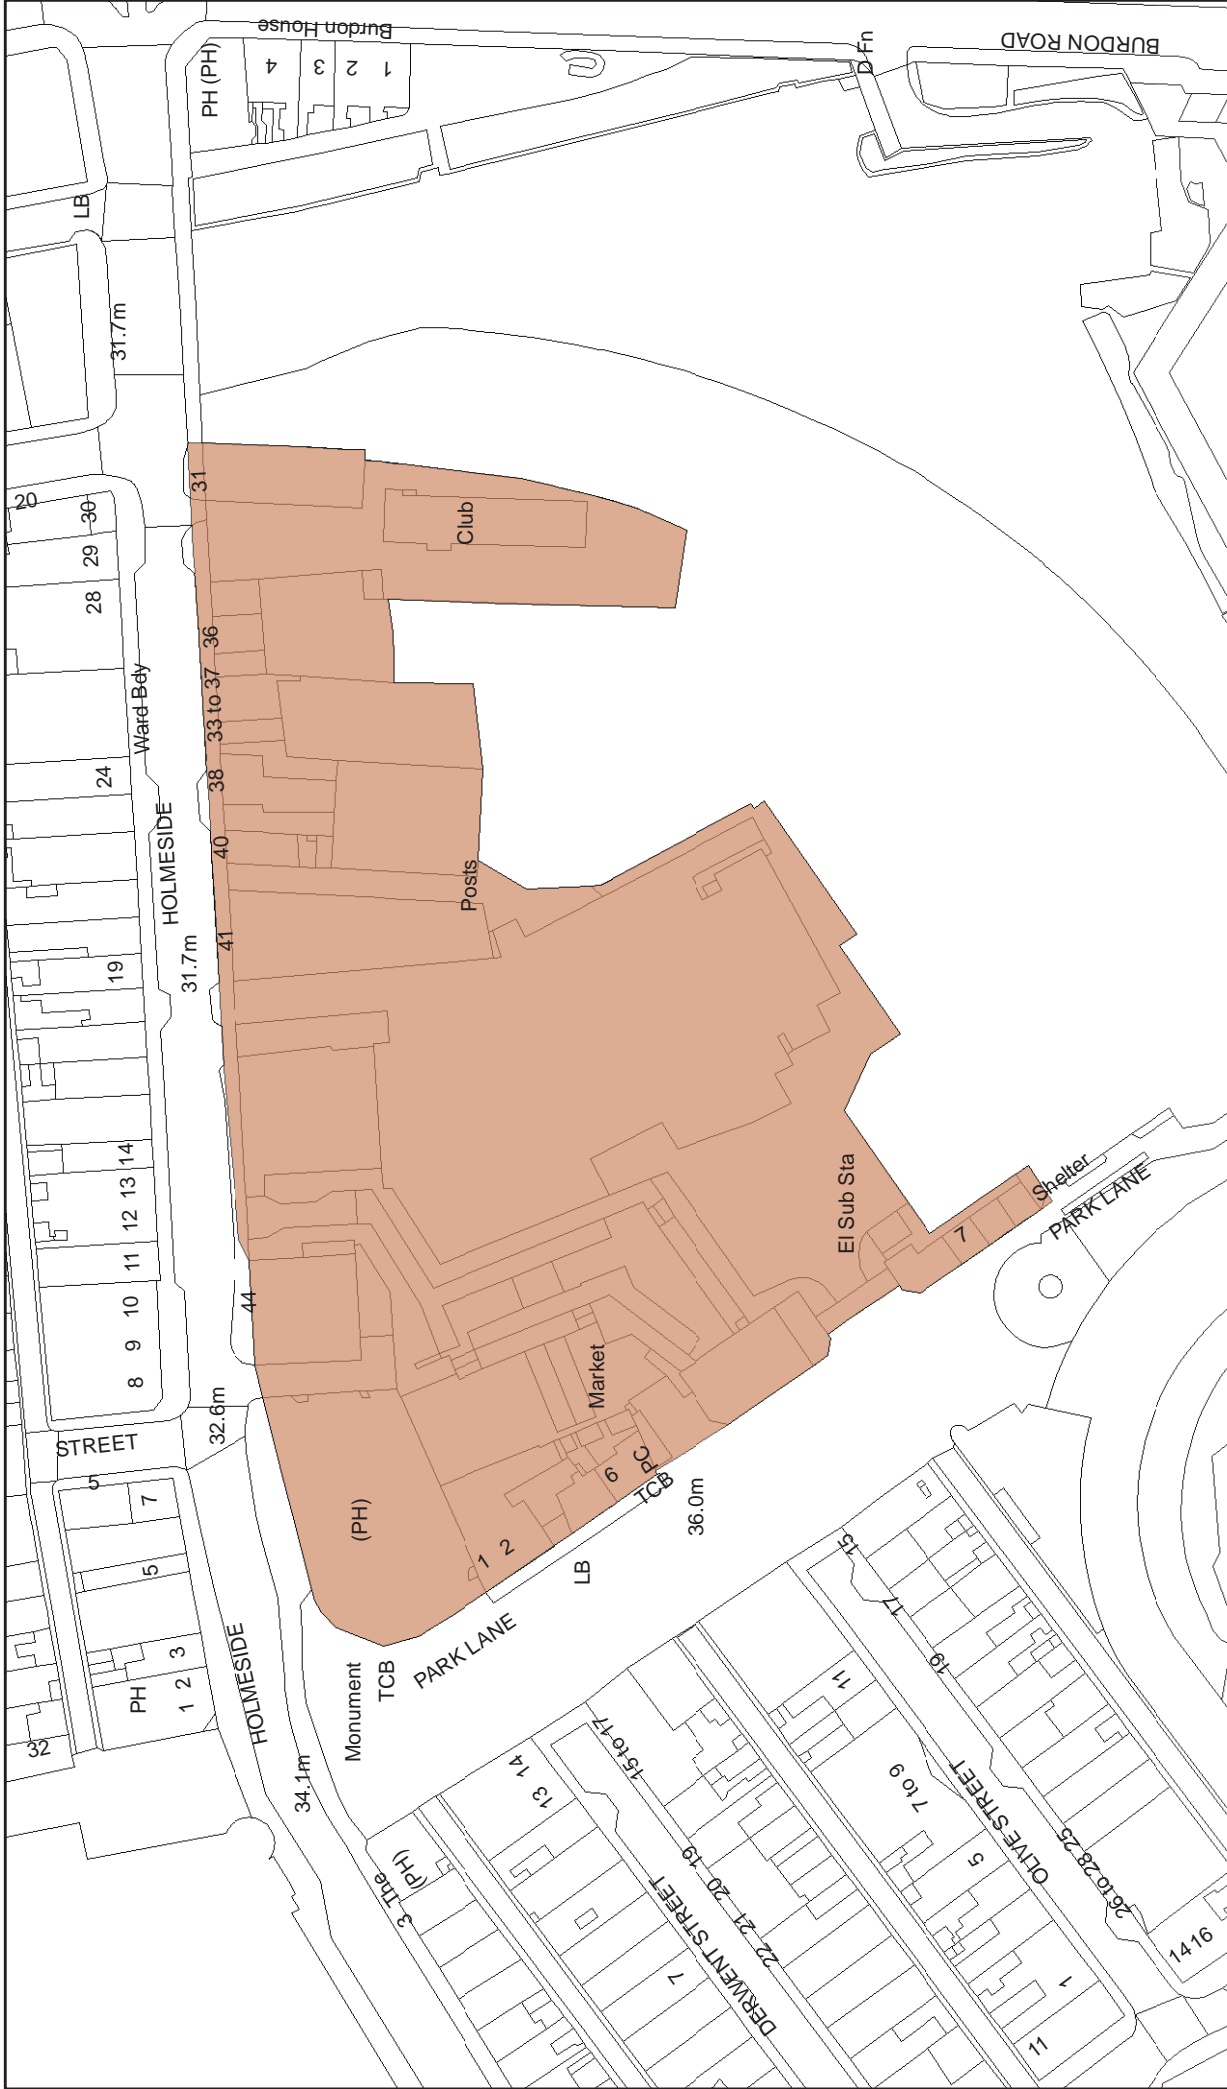 Burdon House
BURDON ROAD
PH (PH)
4
3
2
1
D Fn
LB
31.7m
20
30
29
28
31
Club
Ward Bdy
36
33 to 37
38
24
HOLMESIDE
40
Posts
41
31.7m
19
14
13
12
11
10
9
8
44
El Sub Sta
Shelter
PARK LANE
7
Market
32.6m
STREET
5
7
5
(PH)
6
PC
TCB
36.0m
1
2
LB
15
17
19
HOLMESIDE
PARK LANE
3
2
1
PH
32
Monument
TCB
34.1m
11
14
13
15 to 17
7 to 9
OLIVE STREET
3 The
(PH)
19
20
21
22
5
26 to 28
25
DERWENT STREET
7
1
11
14
16